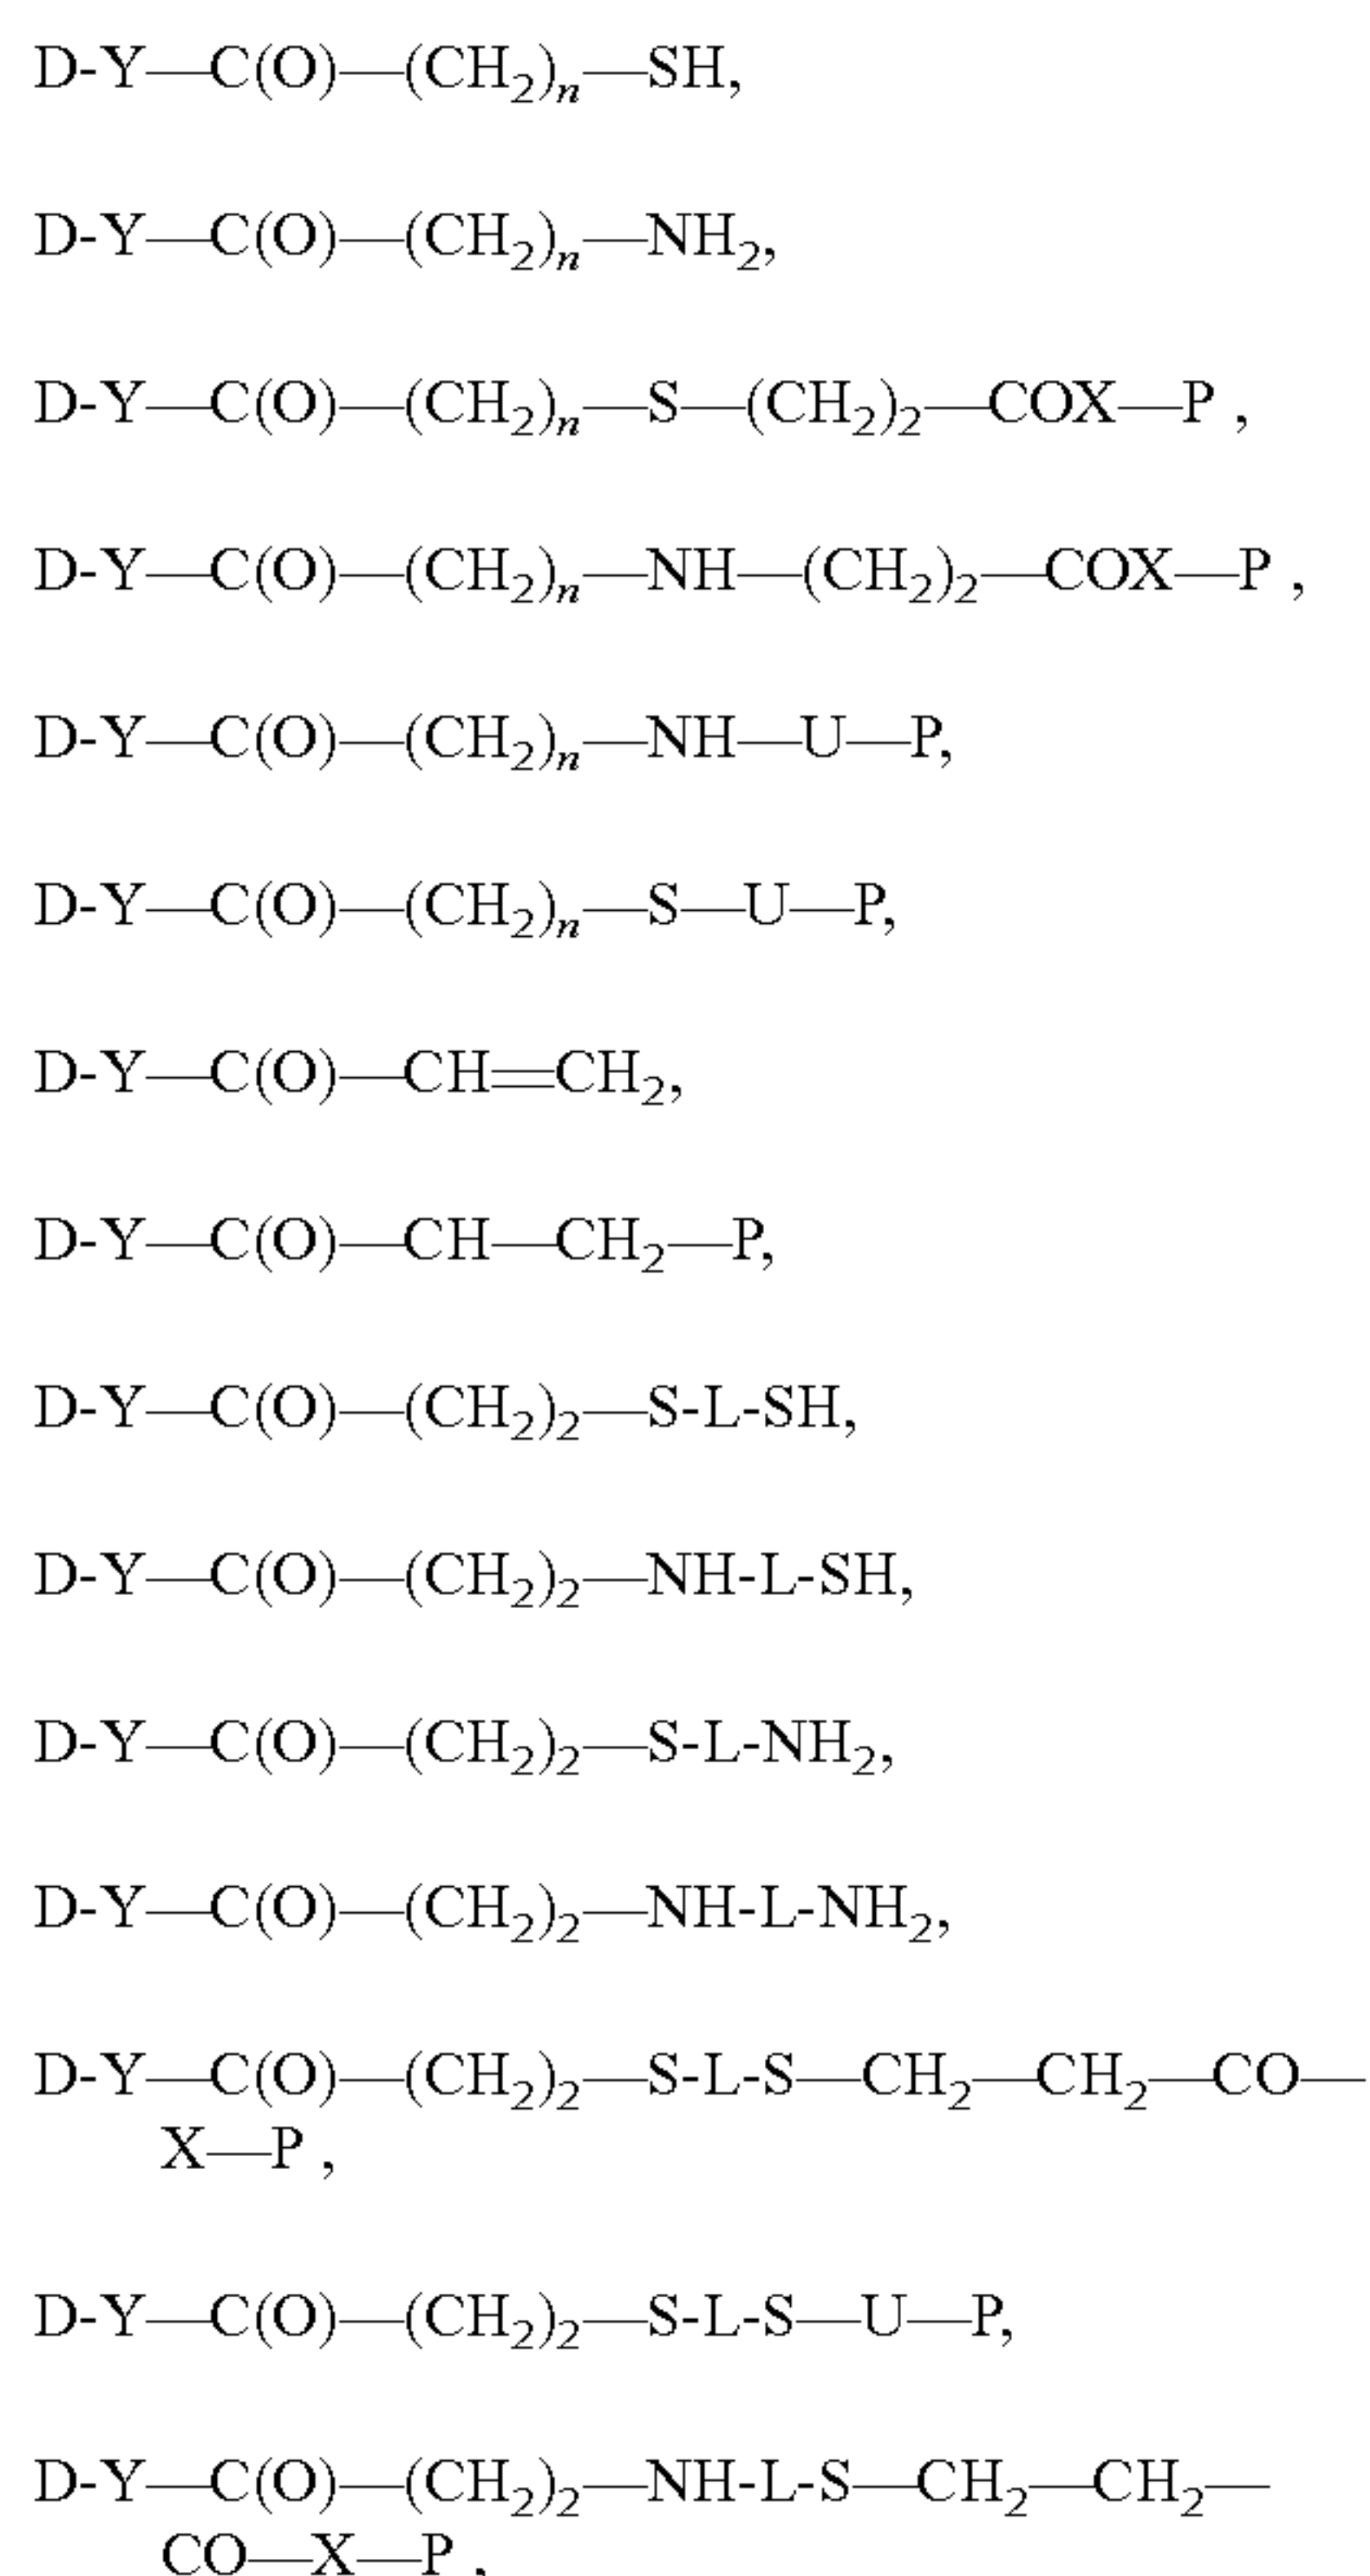 D-Y—C(O)—(CH₂)ₙ—SH,
D-Y—C(O)—(CH₂)ₙ—NH₂,
D-Y—C(O)—(CH₂)ₙ—S—(CH₂)₂—COX—P ,
D-Y—C(O)—(CH₂)ₙ—NH—(CH₂)₂—COX—P ,
D-Y—C(O)—(CH₂)ₙ—NH—U—P,
D-Y—C(O)—(CH₂)ₙ—S—U—P,
D-Y—C(O)—CH═CH₂,
D-Y—C(O)—CH—CH₂—P,
D-Y—C(O)—(CH₂)₂—S-L-SH,
D-Y—C(O)—(CH₂)₂—NH-L-SH,
D-Y—C(O)—(CH₂)₂—S-L-NH₂,
D-Y—C(O)—(CH₂)₂—NH-L-NH₂,
D-Y—C(O)—(CH₂)₂—S-L-S—CH₂—CH₂—CO—
X—P ,
D-Y—C(O)—(CH₂)₂—S-L-S—U—P,
D-Y—C(O)—(CH₂)₂—NH-L-S—CH₂—CH₂—
CO—X—P ,